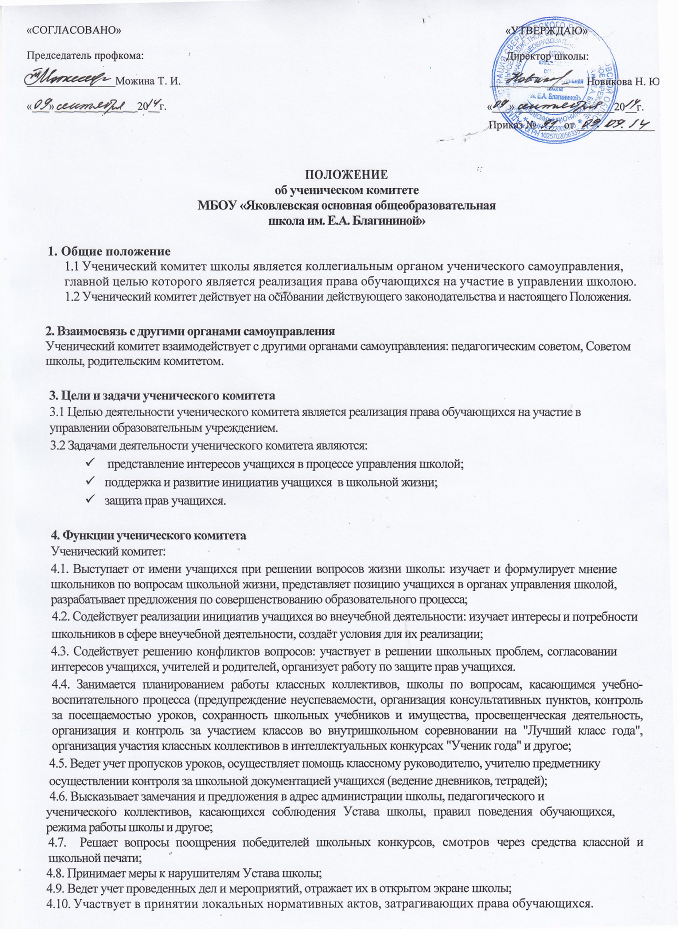 «СОГЛАСОВАНО» «УТВЕРЖДАЮ»
Председатель профкома: Директор школы:
Можина Т. И. Новикова Н. Ю
«09» сентября 2014г. «09» сентября 2014г.
Приказ № от 09.09.14
ПОЛОЖЕНИЕ
об ученическом комитете
МБОУ «Яковлевская основная общеобразовательная
школа им. Е.А. Благининой»
1. Общие положение
1.1 Ученический комитет школы является коллегиальным органом ученического самоуправления,
главной целью которого является реализация права обучающихся на участие в управлении школою.
1.2 Ученический комитет действует на основании действующего законодательства и настоящего Положения.
2. Взаимосвязь с другими органами самоуправления
Ученический комитет взаимодействует с другими органами самоуправления: педагогическим советом, Советом
школы, родительским комитетом.
3. Цели и задачи ученического комитета
3.1 Целью деятельности ученического комитета является реализация права обучающихся на участие в
управлении образовательным учреждением.
3.2 Задачами деятельности ученического комитета являются:
✓ представление интересов учащихся в процессе управления школой;
✓ поддержка и развитие инициатив учащихся в школьной жизни;
✓ защита прав учащихся.
4. Функции ученического комитета
Ученический комитет:
4.1. Выступает от имени учащихся при решении вопросов жизни школы: изучает и формулирует мнение
школьников по вопросам школьной жизни, представляет позицию учащихся в органах управления школой,
разрабатывает предложения по совершенствованию образовательного процесса;
4.2. Содействует реализации инициатив учащихся во внеучебной деятельности: изучает интересы и потребности
школьников в сфере внеучебной деятельности, создаёт условия для их реализации;
4.3. Содействует решению конфликтов вопросов: участвует в решении школьных проблем, согласовании
интересов учащихся, учителей и родителей, организует работу по защите прав учащихся.
4.4. Занимается планированием работы классных коллективов, школы по вопросам, касающимся учебно-
воспитательного процесса (предупреждение неуспеваемости, организация консультативных пунктов, контроль
за посещаемостью уроков, сохранность школьных учебников и имущества, просвещенческая деятельность,
организация и контроль за участием классов во внутришкольном соревновании на "Лучший класс года",
организация участия классных коллективов в интеллектуальных конкурсах "Ученик года" и другое;
4.5. Ведет учет пропусков уроков, осуществляет помощь классному руководителю, учителю предметнику
осуществлении контроля за школьной документацией учащихся (ведение дневников, тетрадей);
4.6. Высказывает замечания и предложения в адрес администрации школы, педагогического и
ученического коллективов, касающихся соблюдения Устава школы, правил поведения обучающихся,
режима работы школы и другое;
4.7. Решает вопросы поощрения победителей школьных конкурсов, смотров через средства классной и
школьной печати;
4.8. Принимает меры к нарушителям Устава школы;
4.9. Ведет учет проведенных дел и мероприятий, отражает их в открытом экране школы;
4.10. Участвует в принятии локальных нормативных актов, затрагивающих права обучающихся.